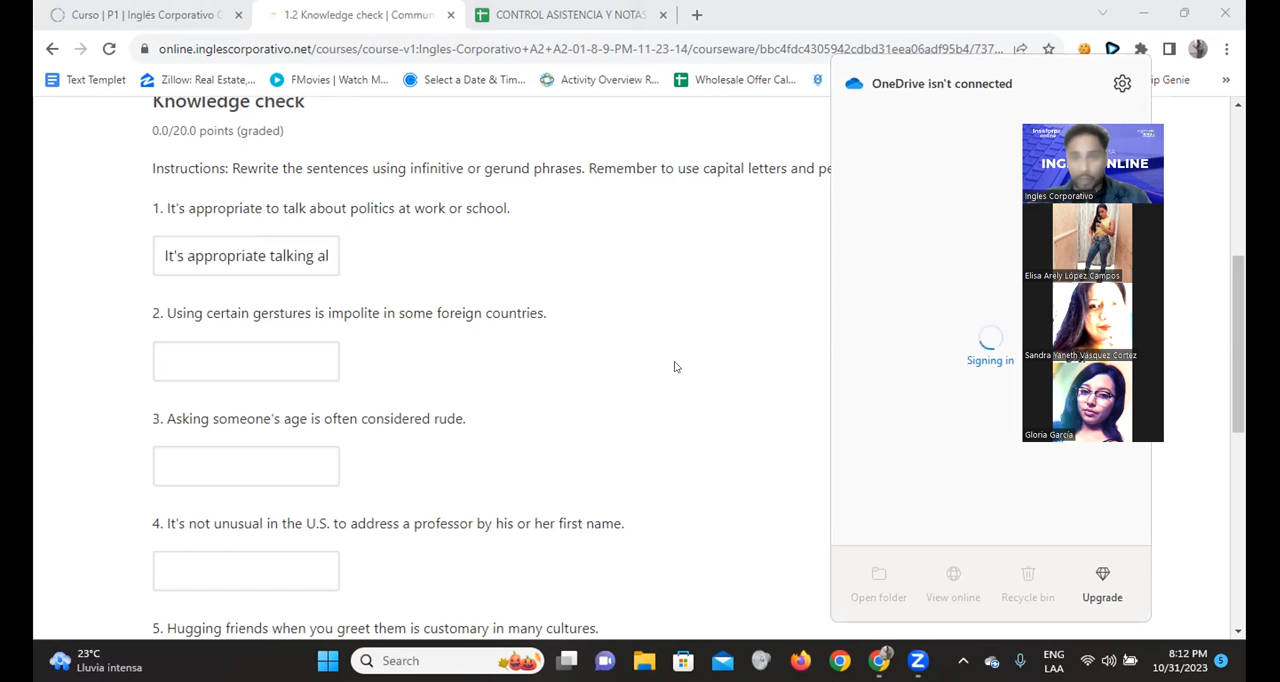 Curso | P1 | Inglés Corporativo C
1.2 Knowledge check | Commun
CONTROL ASISTENCIA Y NOTAS
online.inglescorporativo.net/courses/course-v1:Ingles-Corporativo+A2+A2-01-8-9-PM-11-23-14/courseware/bbc4fdc4305942cdbd31eea06adf95b4/737...
Text Templet
Zillow: Real Estate,...
FMovies | Watch M...
Select a Date & Tim...
Activity Overview R...
Wholesale Offer Cal...
ip Genie
OneDrive isn't connected
Knowledge check
0.0/20.0 points (graded)
Instructions: Rewrite the sentences using infinitive or gerund phrases. Remember to use capital letters and pe
1. It's appropriate to talk about politics at work or school.
It's appropriate talking al
2. Using certain gerstures is impolite in some foreign countries.
3. Asking someone's age is often considered rude.
4. It's not unusual in the U.S. to address a professor by his or her first name.
5. Hugging friends when you greet them is customary in many cultures.
ING NLINE
ingles Corporativo
Elisa Arely López Campos
Sandra Yaneth Vásquez Cortez
Gloria García
Signing in
Open folder
View online
Recycle bin
Upgrade
23°C
Lluvia intensa
Search
ENG
LAA
8:12 PM
10/31/2023
5